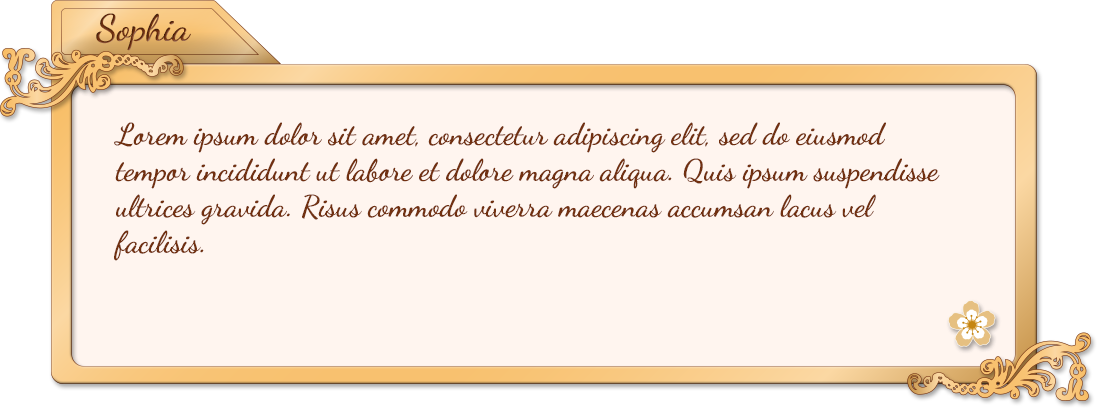 Sophia
Lorem ipsum dolor sit amet, consectetur adipiscing elit, sed do eiusmod
tempor incididunt ut labore et dolore magna aliqua. Quis ipsum suspendisse
ultrices gravida. Risus commodo viverra maecenas accumsan lacus vel
facilisis.